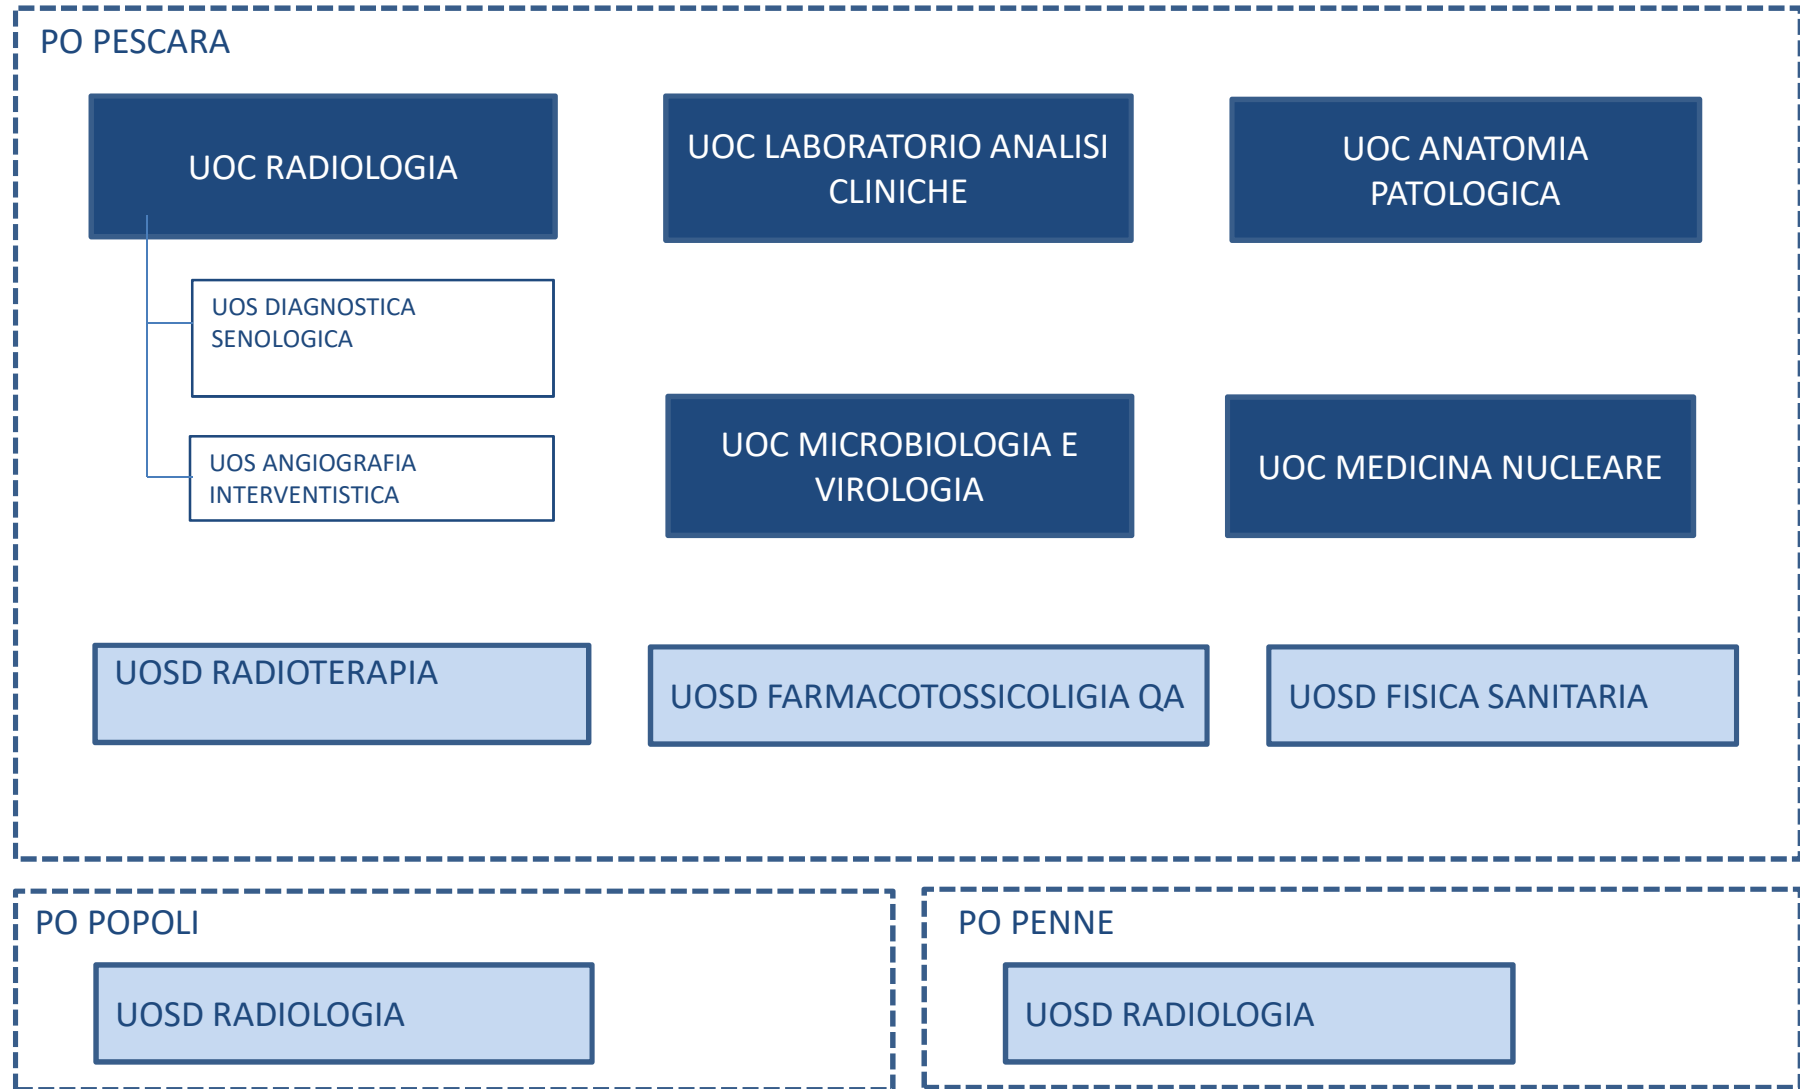 PO PESCARA
UOC RADIOLOGIA
UOC LABORATORIO ANALISI
CLINICHE
UOC ANATOMIA
PATOLOGICA
UOS DIAGNOSTICA
SENOLOGICA
UOS ANGIOGRAFIA
INTERVENTISTICA
UOC MICROBIOLOGIA E
VIROLOGIA
UOC MEDICINA NUCLEARE
UOSD RADIOTERAPIA
UOSD FARMACOTOSSICOLIGIA QA
UOSD FISICA SANITARIA
PO POPOLI
UOSD RADIOLOGIA
PO PENNE
UOSD RADIOLOGIA